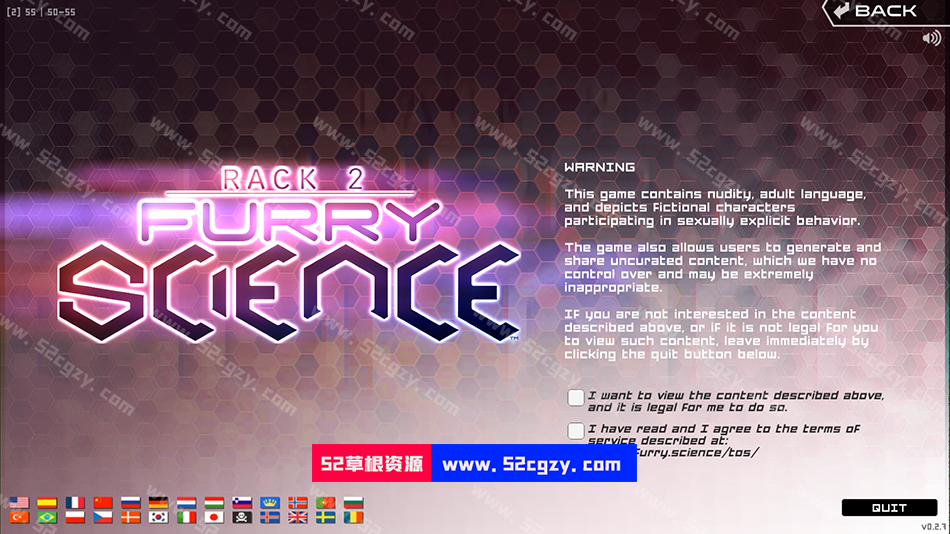 [2] 55 | 50-55
BACK
RACK 2
FURRY
SCIENCE
TM
WARNING
This game contains nudity, adult language,
and depicts fictional characters
participating in sexually explicit behavior.
The game also allows users to generate and
share uncurated content, which we have no
control over and may be extremely
inappropriate.
If you are not interested in the content
described above, or if it is not legal for you
to view such content, leave immediately by
clicking the quit button below.
I want to view the content described above,
and it is legal for me to do so.
I have read and I agree to the terms of
service described at:
furry.science/tos/
52草根资源 www.52cgzy.com
QUIT
v0.2.7
www.52cgzy.com